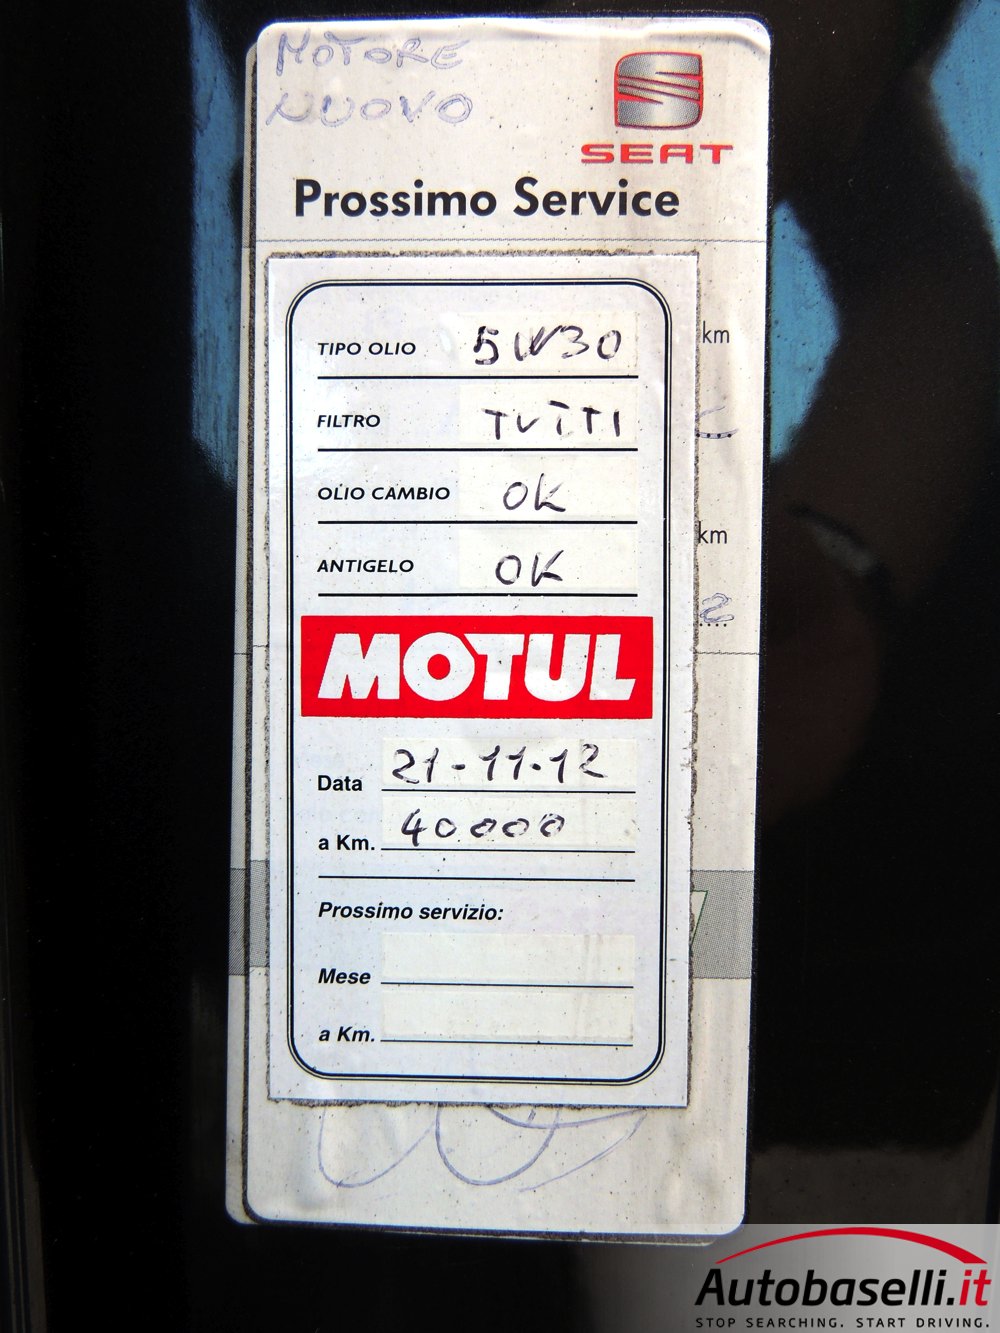 MOTORE
NUOVO
SEAT
Prossimo Service
TIPO OLIO 5W30
km
FILTRO TUTTI
OLIO CAMBIO OK
km
ANTIGELO OK
2
MOTUL
Data 21-11-12
a Km. 40000
Prossimo servizio:
Mese
a Km.
Autobaselli.it
STOP SEARCHING. START DRIVING.